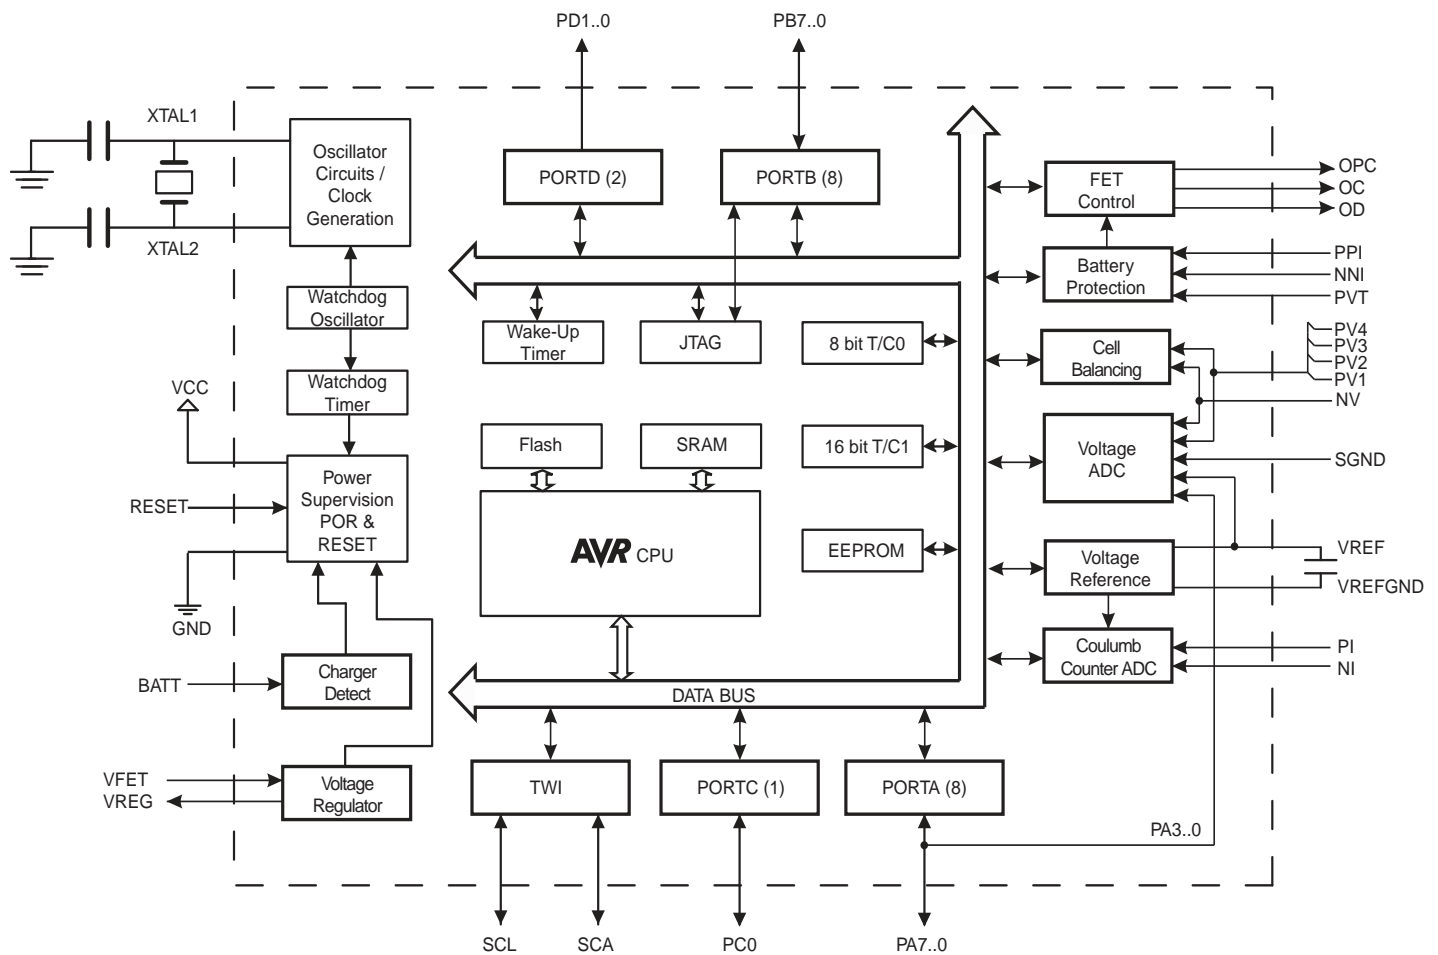 PD1..0
PB7..0
XTAL1
Oscillator
Circuits /
Clock
Generation
XTAL2
PORTD (2)
PORTB (8)
FET
Control
OPC
OC
OD
Battery
Protection
PPI
NNI
PVT
Watchdog
Oscillator
Wake-Up
Timer
JTAG
8 bit T/C0
Cell
Balancing
PV4
PV3
PV2
PV1
NV
VCC
Watchdog
Timer
Flash
SRAM
16 bit T/C1
Voltage
ADC
SGND
RESET
Power
Supervision
POR &
RESET
AVR CPU
EEPROM
Voltage
Reference
VREF
VREFGND
GND
Coulumb
Counter ADC
PI
NI
BATT
Charger
Detect
DATA BUS
VFET
VREG
Voltage
Regulator
TWI
PORTC (1)
PORTA (8)
PA3..0
SCL
SCA
PC0
PA7..0